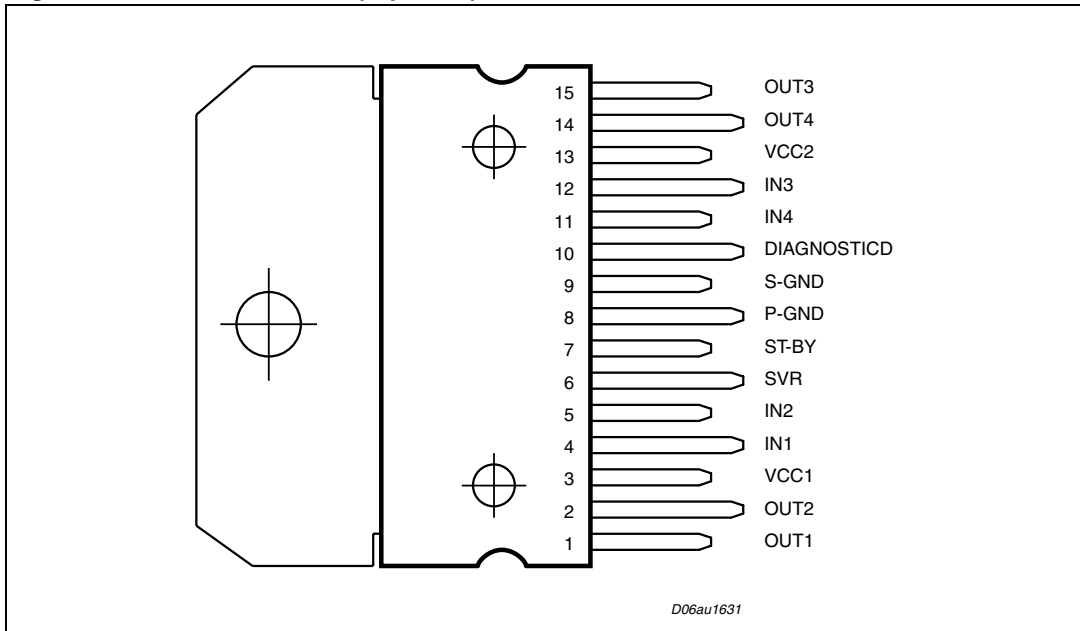 15 OUT3
14 OUT4
13 VCC2
12 IN3
11 IN4
10 DIAGNOSTICD
9 S-GND
8 P-GND
7 ST-BY
6 SVR
5 IN2
4 IN1
3 VCC1
2 OUT2
1 OUT1
D06au1631